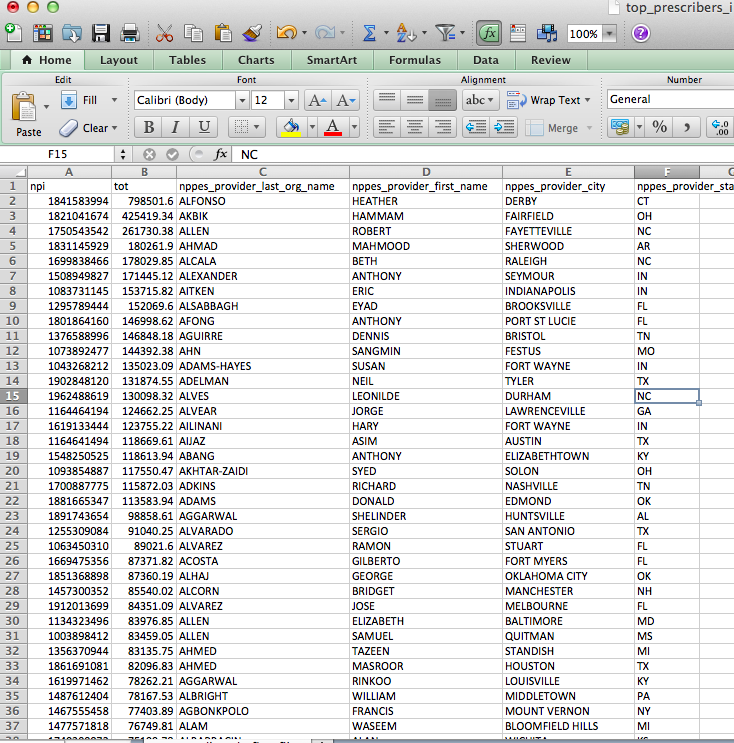 top_prescribers_i
100%
Home Layout Tables Charts SmartArt Formulas Data Review
Edit Font Alignment Number
Paste Fill Clear Calibri (Body) 12 A A B I U A abc Wrap Text Merge General % , .00
F15 fx NC
A B C D E F
1 npi tot nppes_provider_last_org_name nppes_provider_first_name nppes_provider_city nppes_provider_sta
2 1841583994 798501.6 ALFONSO HEATHER DERBY CT
3 1821041674 425419.34 AKBIK HAMMAM FAIRFIELD OH
4 1750543542 261730.38 ALLEN ROBERT FAYETTEVILLE NC
5 1831145929 180261.9 AHMAD MAHMOOD SHERWOOD AR
6 1699838466 178029.85 ALCALA BETH RALEIGH NC
7 1508949827 171445.12 ALEXANDER ANTHONY SEYMOUR IN
8 1083731145 153715.82 AITKEN ERIC INDIANAPOLIS IN
9 1295789444 152069.6 ALSABBAGH EYAD BROOKSVILLE FL
10 1801864160 146998.62 AFONG ANTHONY PORT ST LUCIE FL
11 1376588996 146848.18 AGUIRRE DENNIS BRISTOL TN
12 1073892477 144392.38 AHN SANGMIN FESTUS MO
13 1043268212 135023.09 ADAMS-HAYES SUSAN FORT WAYNE IN
14 1902848120 131874.55 ADELMAN NEIL TYLER TX
15 1962488619 130098.32 ALVES LEONILDE DURHAM NC
16 1164464194 124662.25 ALVEAR JORGE LAWRENCEVILLE GA
17 1619133444 123755.22 AILINANI HARY FORT WAYNE IN
18 1164641494 118669.61 AIJAZ ASIM AUSTIN TX
19 1548250525 118613.94 ABANG ANTHONY ELIZABETHTOWN KY
20 1093854887 117550.47 AKHTAR-ZAIDI SYED SOLON OH
21 1700887775 115872.03 ADKINS RICHARD NASHVILLE TN
22 1881665347 113583.94 ADAMS DONALD EDMOND OK
23 1891743654 98858.61 AGGARWAL SHELINDER HUNTSVILLE AL
24 1255309084 91040.25 ALVARADO SERGIO SAN ANTONIO TX
25 1063450310 89021.6 ALVAREZ RAMON STUART FL
26 1669475356 87371.82 ACOSTA GILBERTO FORT MYERS FL
27 1851368898 87360.19 ALHAJ GEORGE OKLAHOMA CITY OK
28 1457300352 85540.02 ALCORN BRIDGET MANCHESTER NH
29 1912013699 84351.09 ALVAREZ JOSE MELBOURNE FL
30 1134323496 83976.85 ALLEN ELIZABETH BALTIMORE MD
31 1003898412 83459.05 ALLEN SAMUEL QUITMAN MS
32 1356370944 83135.75 AHMED TAZEEN STANDISH MI
33 1861691081 82096.83 AHMED MASROOR HOUSTON TX
34 1619971462 78262.21 AGGARWAL RINKOO LOUISVILLE KY
35 1487612404 78167.53 ALBRIGHT WILLIAM MIDDLETOWN PA
36 1467555458 77403.89 AGBONKPOLO FRANCIS MOUNT VERNON NY
37 1477571818 76749.81 ALAM WASEEM BLOOMFIELD HILLS MI